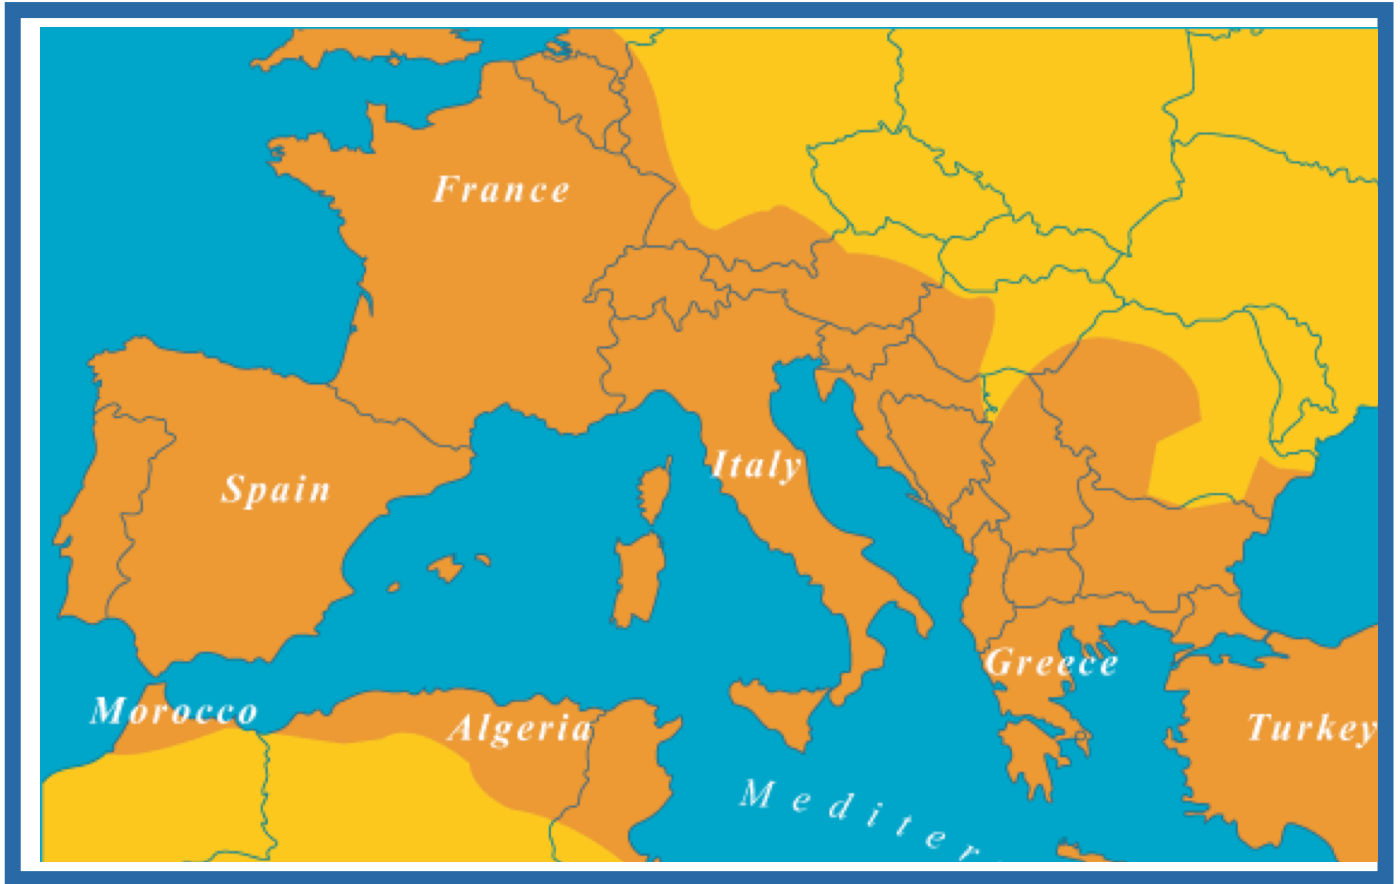 France
Spain
Italy
Greece
Morocco
Algeria
Turkey
Mediter